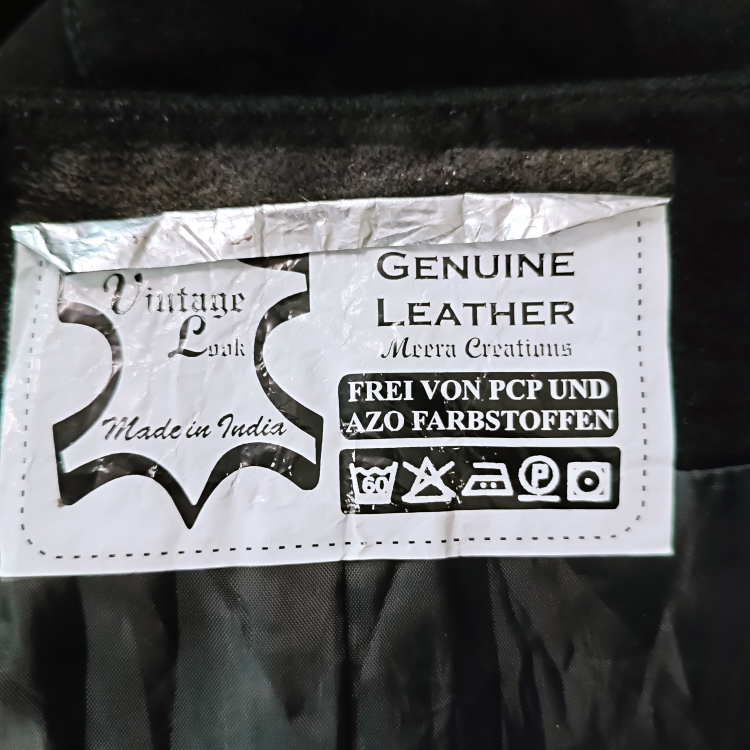 Vintage
Look
Made in India
GENUINE
LEATHER
Meera Creations
FREI VON PCP UND
AZO FARBSTOFFEN
60
P